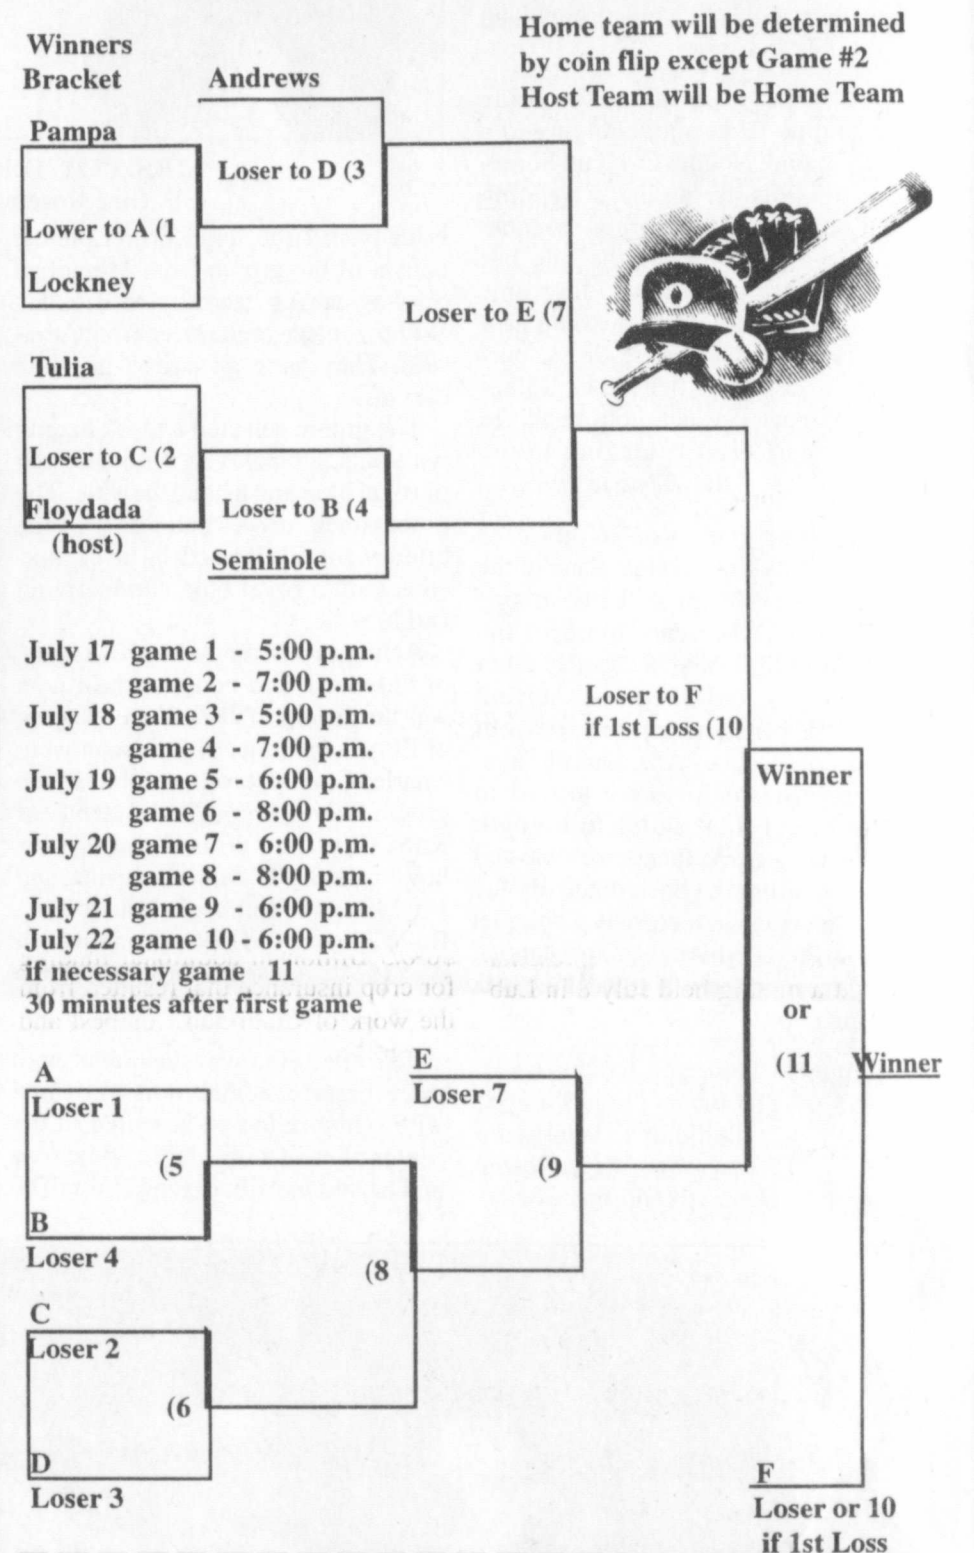 Home team will be determined
by coin flip except Game #2
Host Team will be Home Team
Winners
Bracket
Andrews
Pampa
Loser to D (3
Lower to A (1
Lockney
Loser to E (7
Tulia
Loser to C (2
Floydada
(host)
Loser to B (4
Seminole
July 17 game 1 - 5:00 p.m.
game 2 - 7:00 p.m.
July 18 game 3 - 5:00 p.m.
game 4 - 7:00 p.m.
July 19 game 5 - 6:00 p.m.
game 6 - 8:00 p.m.
July 20 game 7 - 6:00 p.m.
game 8 - 8:00 p.m.
July 21 game 9 - 6:00 p.m.
July 22 game 10 - 6:00 p.m.
if necessary game 11
30 minutes after first game
Loser to F
if 1st Loss (10
Winner
or
(11
Winner
A
Loser 1
(5
B
Loser 4
E
Loser 7
(9
(8
C
Loser 2
(6
D
Loser 3
F
Loser or 10
if 1st Loss